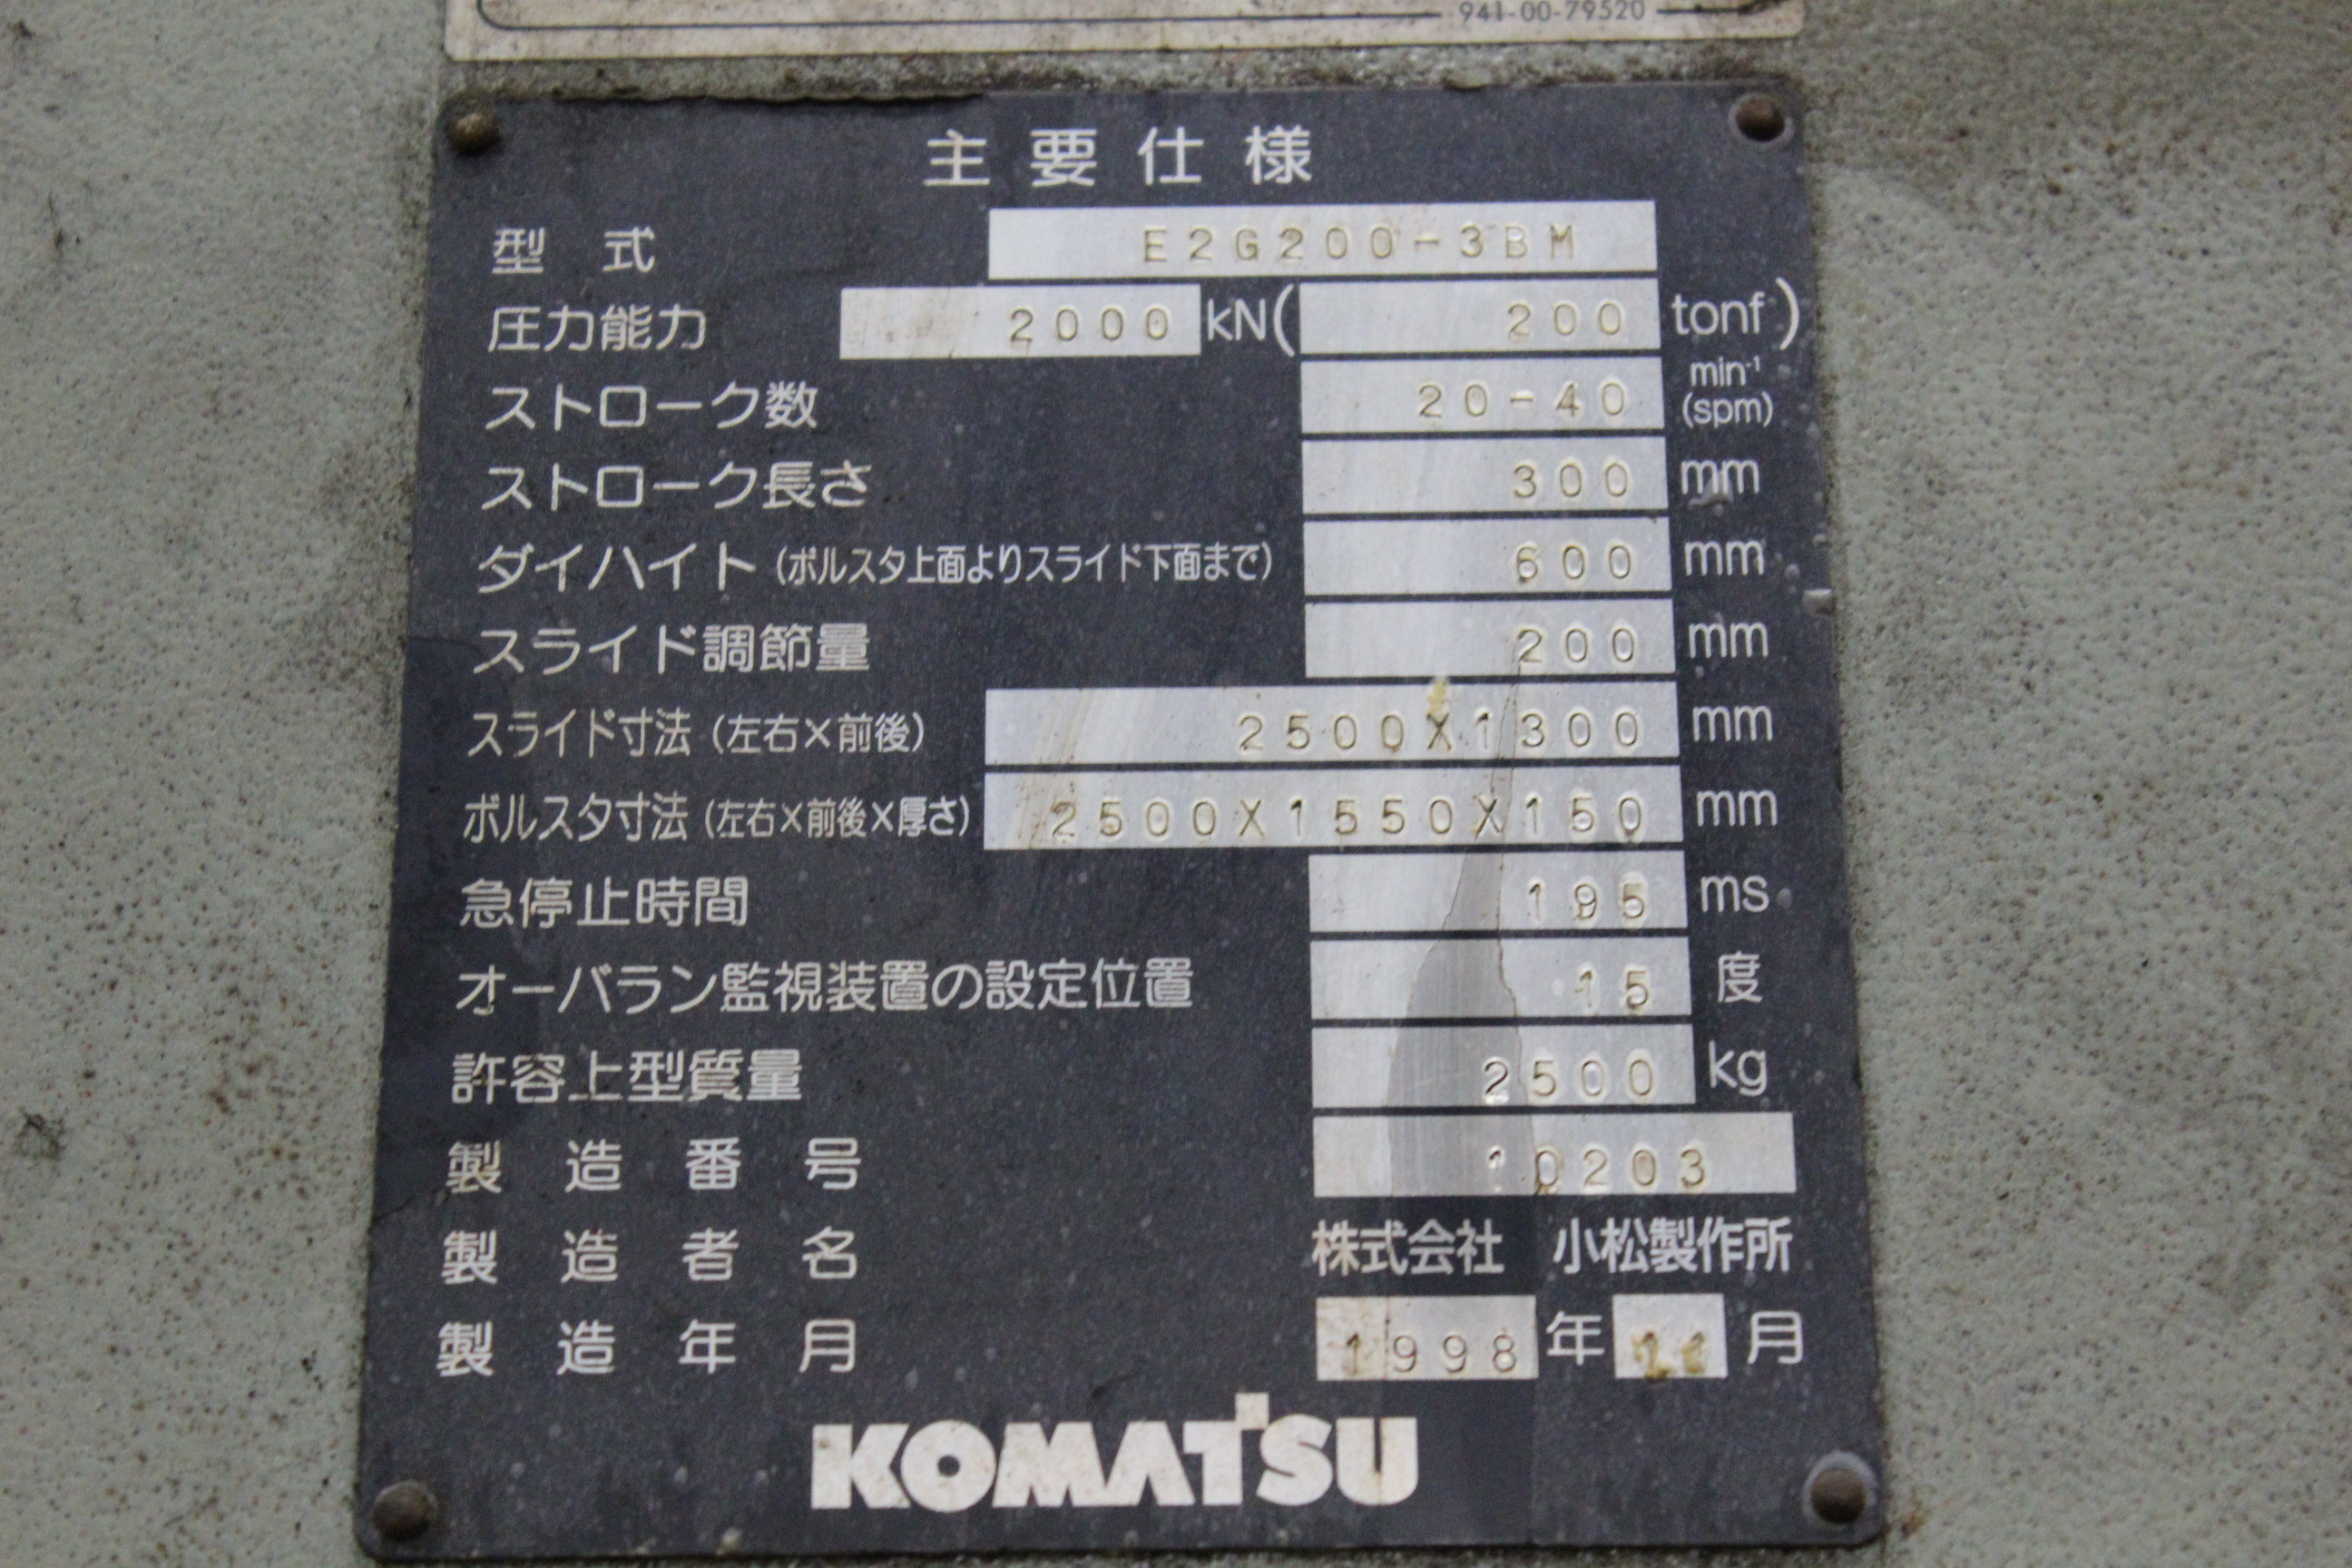 941-00-79520
主要仕様
型式 E2G200-3BM
圧力能力 2000 kN( 200 tonf)
ストローク数 20-40 min-1 (spm)
ストローク長さ 300 mm
ダイハイト (ボルスタ上面よりスライド下面まで) 600 mm
スライド調節量 200 mm
スライド寸法 (左右×前後) 2500X1300 mm
ボルスタ寸法 (左右×前後×厚さ) 2500X1550X150 mm
急停止時間 195 ms
オーバラン監視装置の設定位置 15 度
許容上型質量 2500 kg
製造番号 10203
製造者名 株式会社 小松製作所
製造年月 1998 年 月
KOMATSU